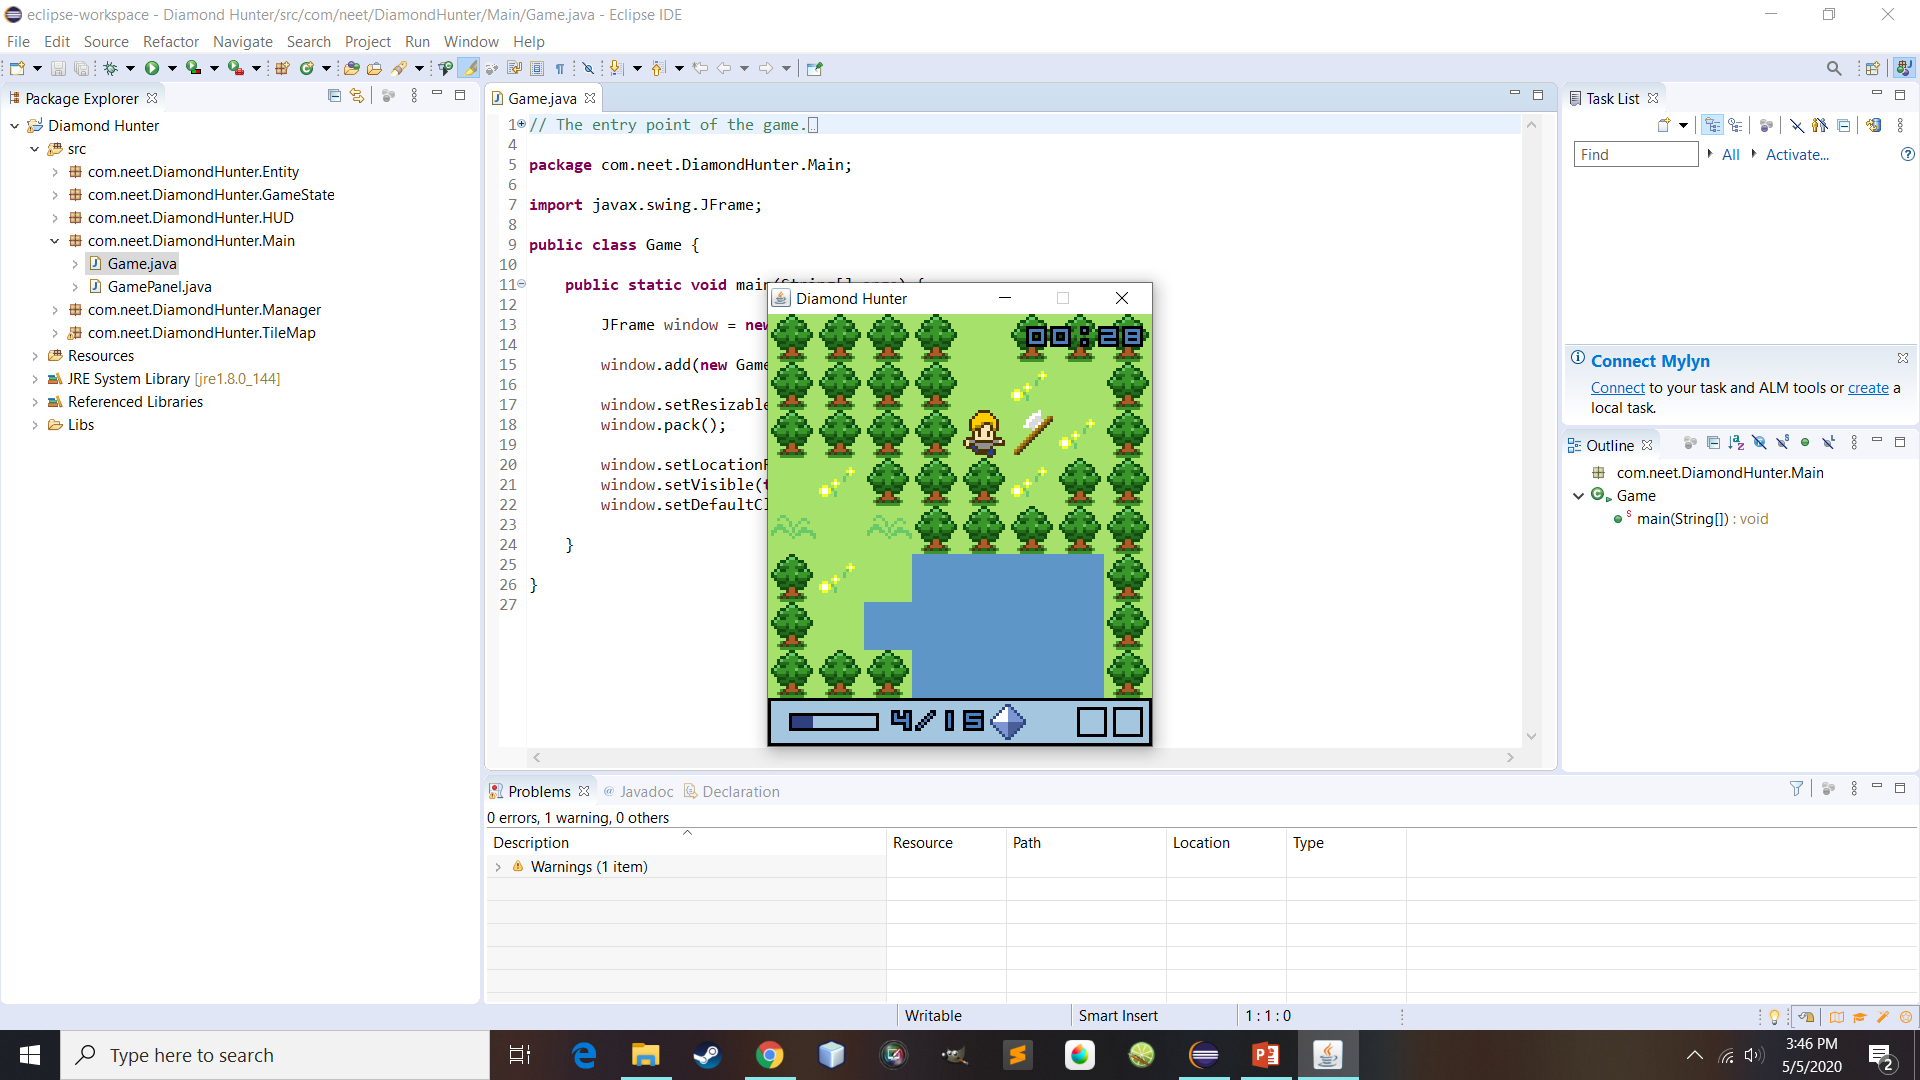 eclipse-workspace - Diamond Hunter/src/com/neet/DiamondHunter/Main/Game.java - Eclipse IDE
File Edit Source Refactor Navigate Search Project Run Window Help
Package Explorer
Diamond Hunter
src
com.neet.DiamondHunter.Entity
com.neet.DiamondHunter.GameState
com.neet.DiamondHunter.HUD
com.neet.DiamondHunter.Main
Game.java
GamePanel.java
com.neet.DiamondHunter.Manager
com.neet.DiamondHunter.TileMap
Resources
JRE System Library [jre1.8.0_144]
Referenced Libraries
Libs
Game.java
1 // The entry point of the game.
4
5 package com.neet.DiamondHunter.Main;
6
7 import javax.swing.JFrame;
8
9 public class Game {
10
11 public static void main(String[] args) {
12
13 JFrame window = new
14
15 window.add(new Game
16
17 window.setResizable
18 window.pack();
19
20 window.setLocation
21 window.setVisible(
22 window.setDefaultCl
23
24 }
25
26 }
27
Diamond Hunter
00:28
4/15
Task List
Find All Activate...
Connect Mylyn
Connect to your task and ALM tools or create a
local task.
Outline
com.neet.DiamondHunter.Main
Game
main(String[]) : void
Problems @ Javadoc Declaration
0 errors, 1 warning, 0 others
Description Resource Path Location Type
Warnings (1 item)
Writable Smart Insert 1 : 1 : 0
Type here to search
3:46 PM
5/5/2020
2